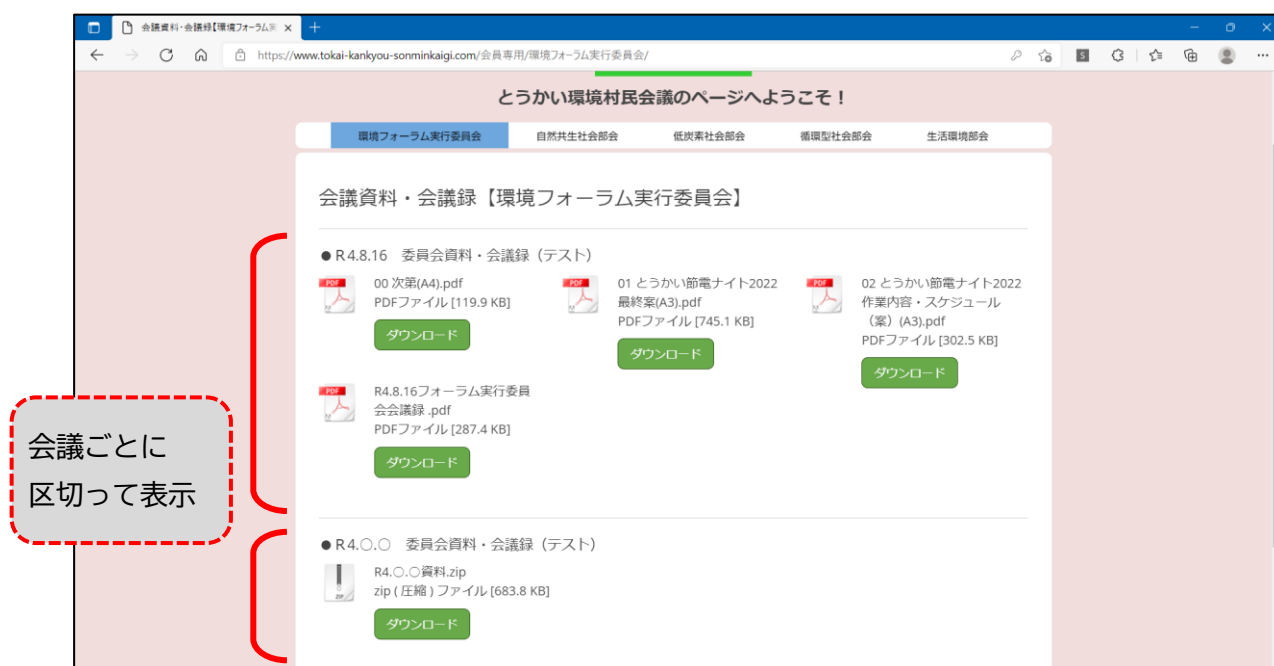 会議資料・会議録【環境フォーラム実
https://www.tokai-kankyou-sonminkaigi.com/会員専用/環境フォーラム実行委員会/
とうかい環境村民会議のページへようこそ！
環境フォーラム実行委員会 自然共生社会部会 低炭素社会部会 循環型社会部会 生活環境部会
会議資料・会議録【環境フォーラム実行委員会】
●R4.8.16 委員会資料・会議録（テスト）
PDF
00 次第(A4).pdf
PDFファイル [119.9 KB]
ダウンロード
PDF
01 とうかい節電ナイト2022
最終案(A3).pdf
PDFファイル [745.1 KB]
ダウンロード
PDF
02 とうかい節電ナイト2022
作業内容・スケジュール
（案）(A3).pdf
PDFファイル [302.5 KB]
ダウンロード
PDF
R4.8.16フォーラム実行委員
会会議録 .pdf
PDFファイル [287.4 KB]
ダウンロード
会議ごとに
区切って表示
●R4.○.○ 委員会資料・会議録（テスト）
ZIP
R4.○.○資料.zip
zip ( 圧縮 ) ファイル [683.8 KB]
ダウンロード